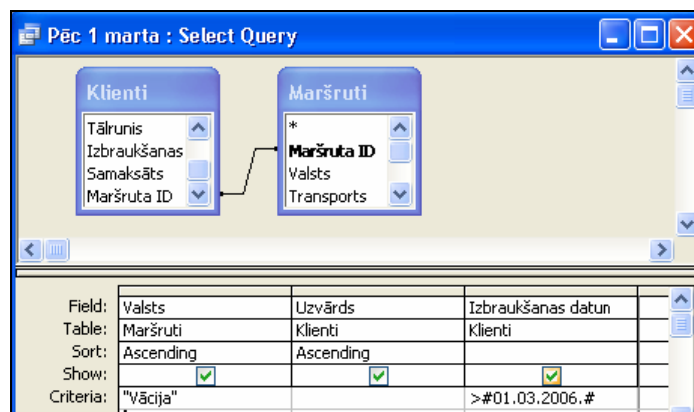 Pēc 1 marta : Select Query
Klienti
Tālrunis
Izbraukšanas
Samaksāts
Maršruta ID
Maršruti
*
Maršruta ID
Valsts
Transports
Field: Valsts Uzvārds Izbraukšanas datun
Table: Maršruti Klienti Klienti
Sort: Ascending Ascending
Show:
Criteria: "Vācija" >#01.03.2006.#